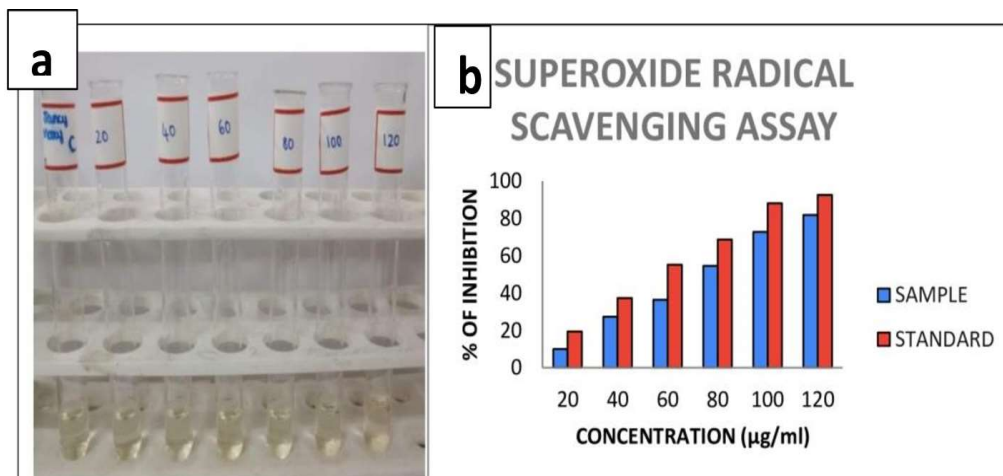 a
C
20
40
60
80
100
120
b
SUPEROXIDE RADICAL
SCAVENGING ASSAY
100
80
60
40
20
0
% OF INHIBITION
20 40 60 80 100 120
CONCENTRATION (µg/ml)
SAMPLE
STANDARD